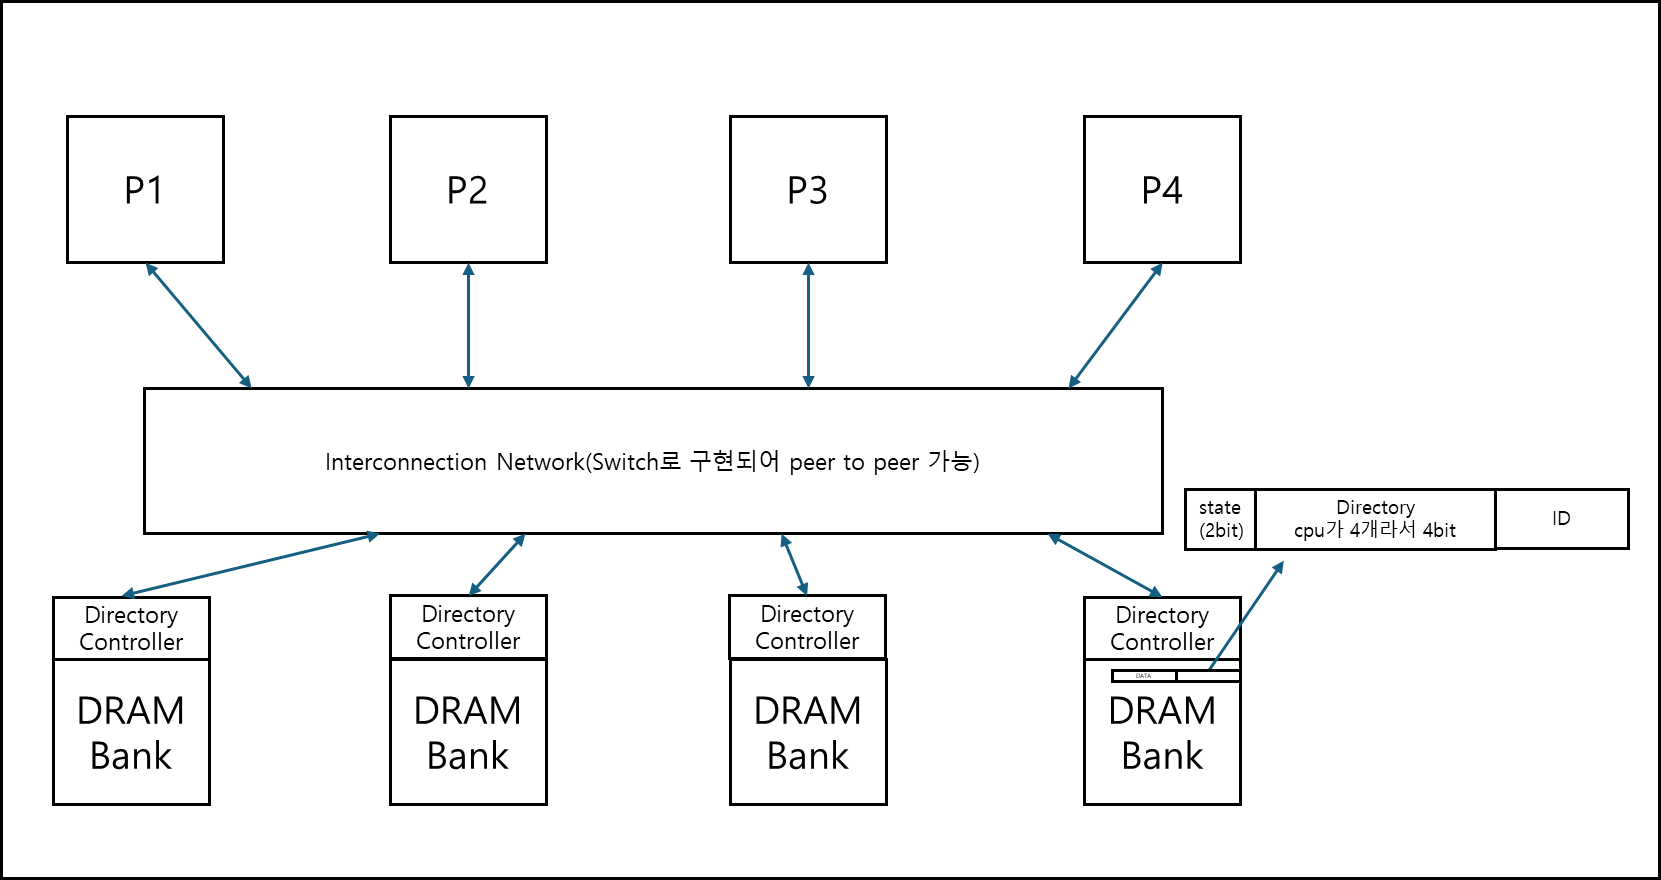 P1
P2
P3
P4
Interconnection Network(Switch로 구현되어 peer to peer 가능)
state
(2bit)
Directory
cpu가 4개라서 4bit
ID
Directory
Controller
Directory
Controller
Directory
Controller
Directory
Controller
DATA
DRAM
Bank
DRAM
Bank
DRAM
Bank
DRAM
Bank